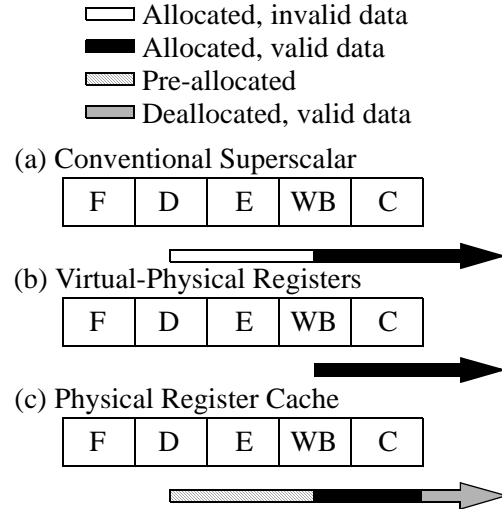 Allocated, invalid data
Allocated, valid data
Pre-allocated
Deallocated, valid data
(a) Conventional Superscalar
F D E WB C
(b) Virtual-Physical Registers
F D E WB C
(c) Physical Register Cache
F D E WB C